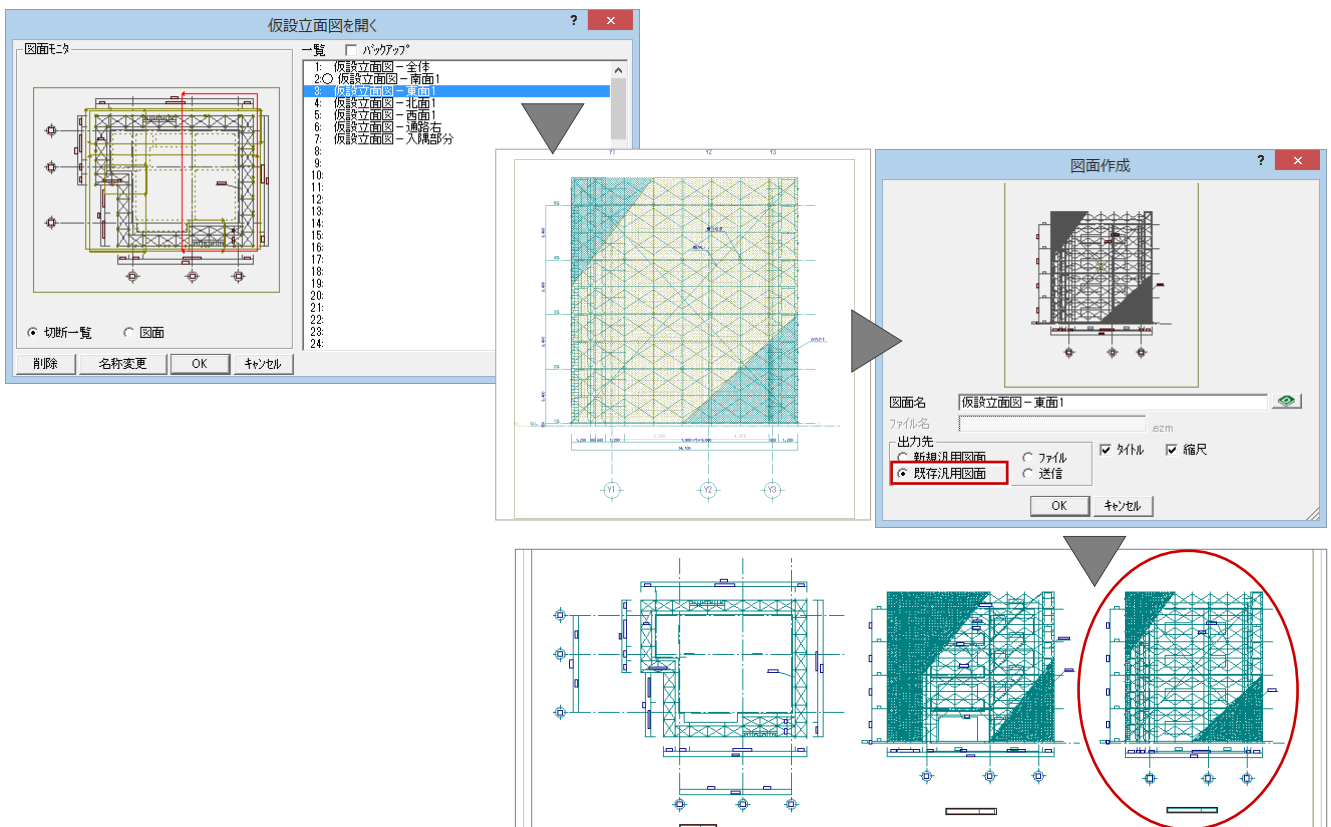 仮設立面図を開く
?
×
図面モニタ
一覧
バックアップ
1: 仮設立面図－全体
2:○ 仮設立面図－南面1
3: 仮設立面図－東面1
4: 仮設立面図－北面1
5: 仮設立面図－西面1
6: 仮設立面図－通路右
7: 仮設立面図－入隅部分
8:
9:
10:
11:
12:
13:
14:
15:
16:
17:
18:
19:
20:
21:
22:
23:
24:
切断一覧
図面
削除
名称変更
OK
キャンセル
Y1
Y2
Y3
Y1
Y2
Y3
図面作成
?
×
図面名
仮設立面図－東面1
ファイル名
.ezm
出力先
新規汎用図面
既存汎用図面
ファイル
送信
タイトル
縮尺
OK
キャンセル